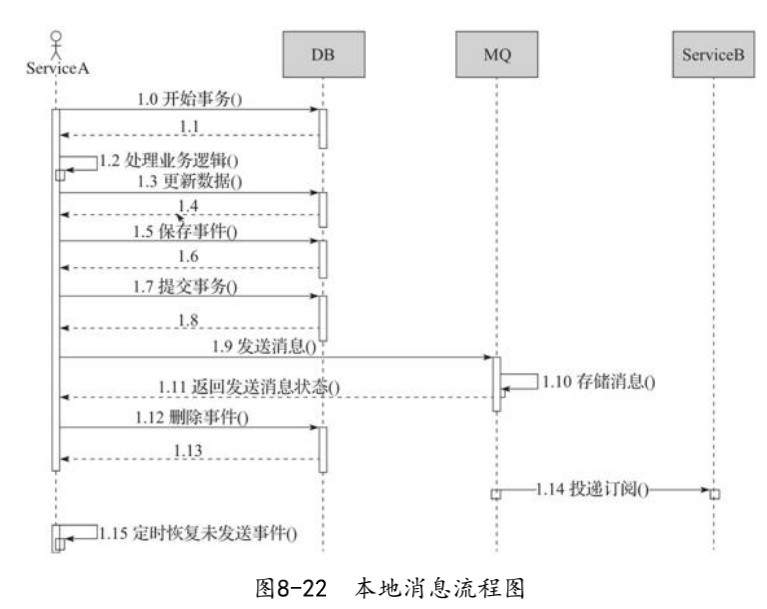 ServiceA DB MQ ServiceB
1.0 开始事务()
1.1
1.2 处理业务逻辑()
1.3 更新数据()
1.4
1.5 保存事件()
1.6
1.7 提交事务()
1.8
1.9 发送消息()
1.10 存储消息()
1.11 返回发送消息状态()
1.12 删除事件()
1.13
1.14 投递订阅()
1.15 定时恢复未发送事件()
图8-22 本地消息流程图